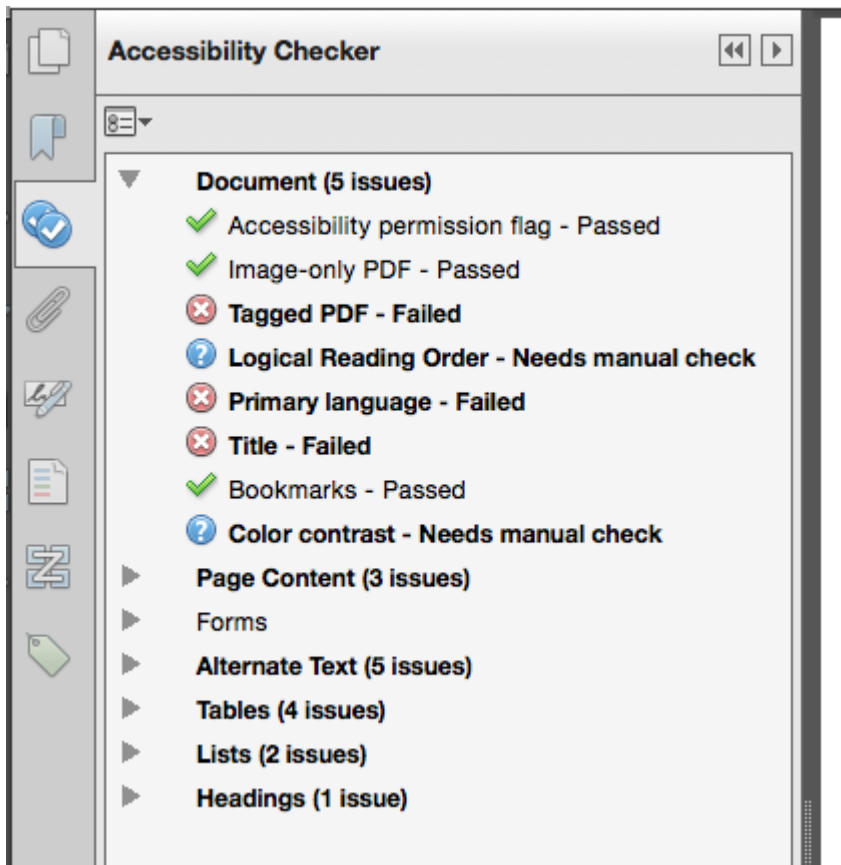 Accessibility Checker
Document (5 issues)
Accessibility permission flag - Passed
Image-only PDF - Passed
Tagged PDF - Failed
Logical Reading Order - Needs manual check
Primary language - Failed
Title - Failed
Bookmarks - Passed
Color contrast - Needs manual check
Page Content (3 issues)
Forms
Alternate Text (5 issues)
Tables (4 issues)
Lists (2 issues)
Headings (1 issue)